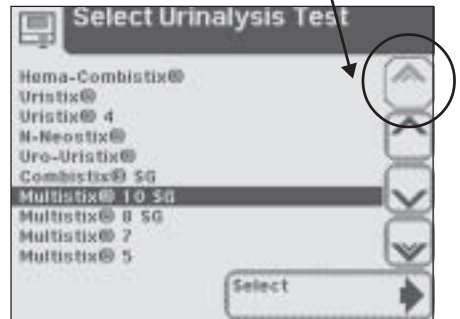 Select Urinalysis Test
Hema-Combistix®
Uristix®
Uristix® 4
N-Neostix®
Uro-Uristix®
Combistix® SG
Multistix® 10 SG
Multistix® 8 SG
Multistix® 7
Multistix® 5
Select